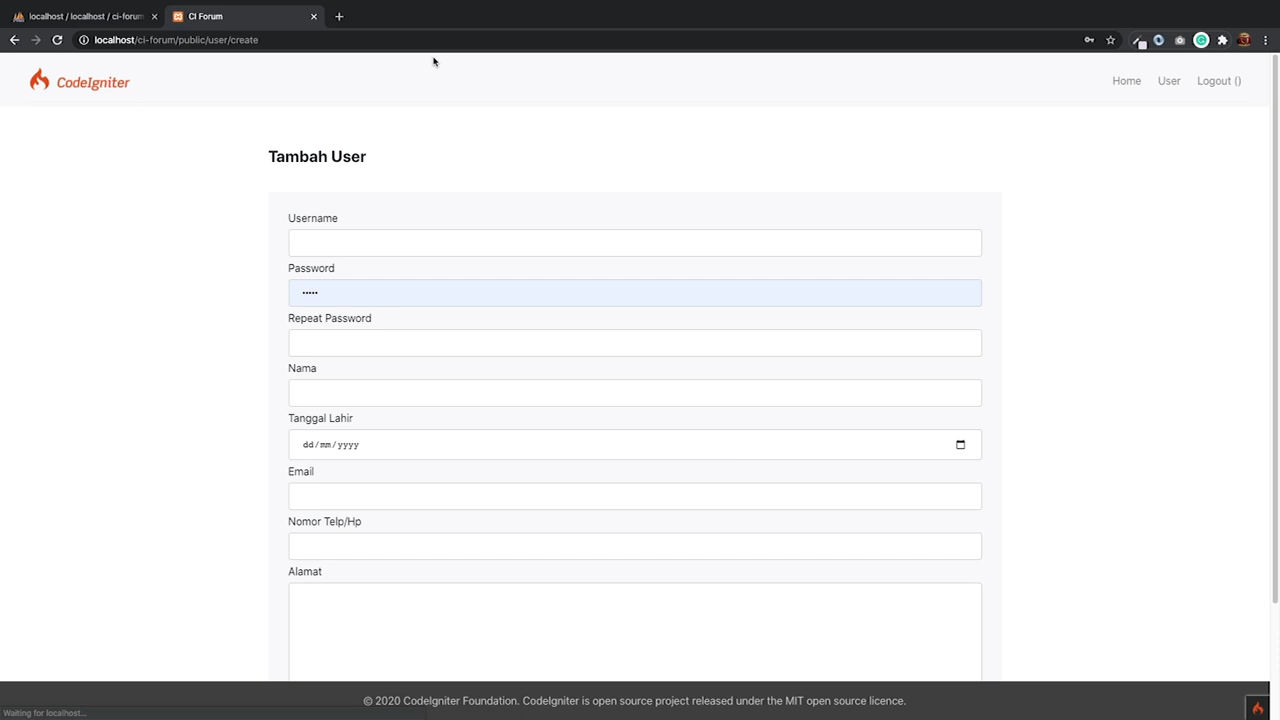 localhost / localhost / ci-forum
CI Forum
localhost/ci-forum/public/user/create
CodeIgniter
Home
User
Logout ()
Tambah User
Username
Password
•••••
Repeat Password
Nama
Tanggal Lahir
dd/mm/yyyy
Email
Nomor Telp/Hp
Alamat
© 2020 CodeIgniter Foundation. CodeIgniter is open source project released under the MIT open source licence.
Waiting for localhost...